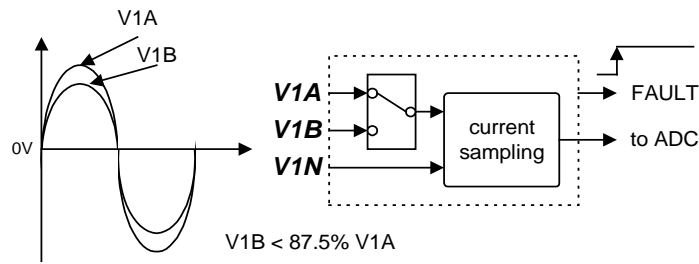 V1A
V1B
0V
V1A
V1B
V1N
current
sampling
FAULT
to ADC
V1B < 87.5% V1A